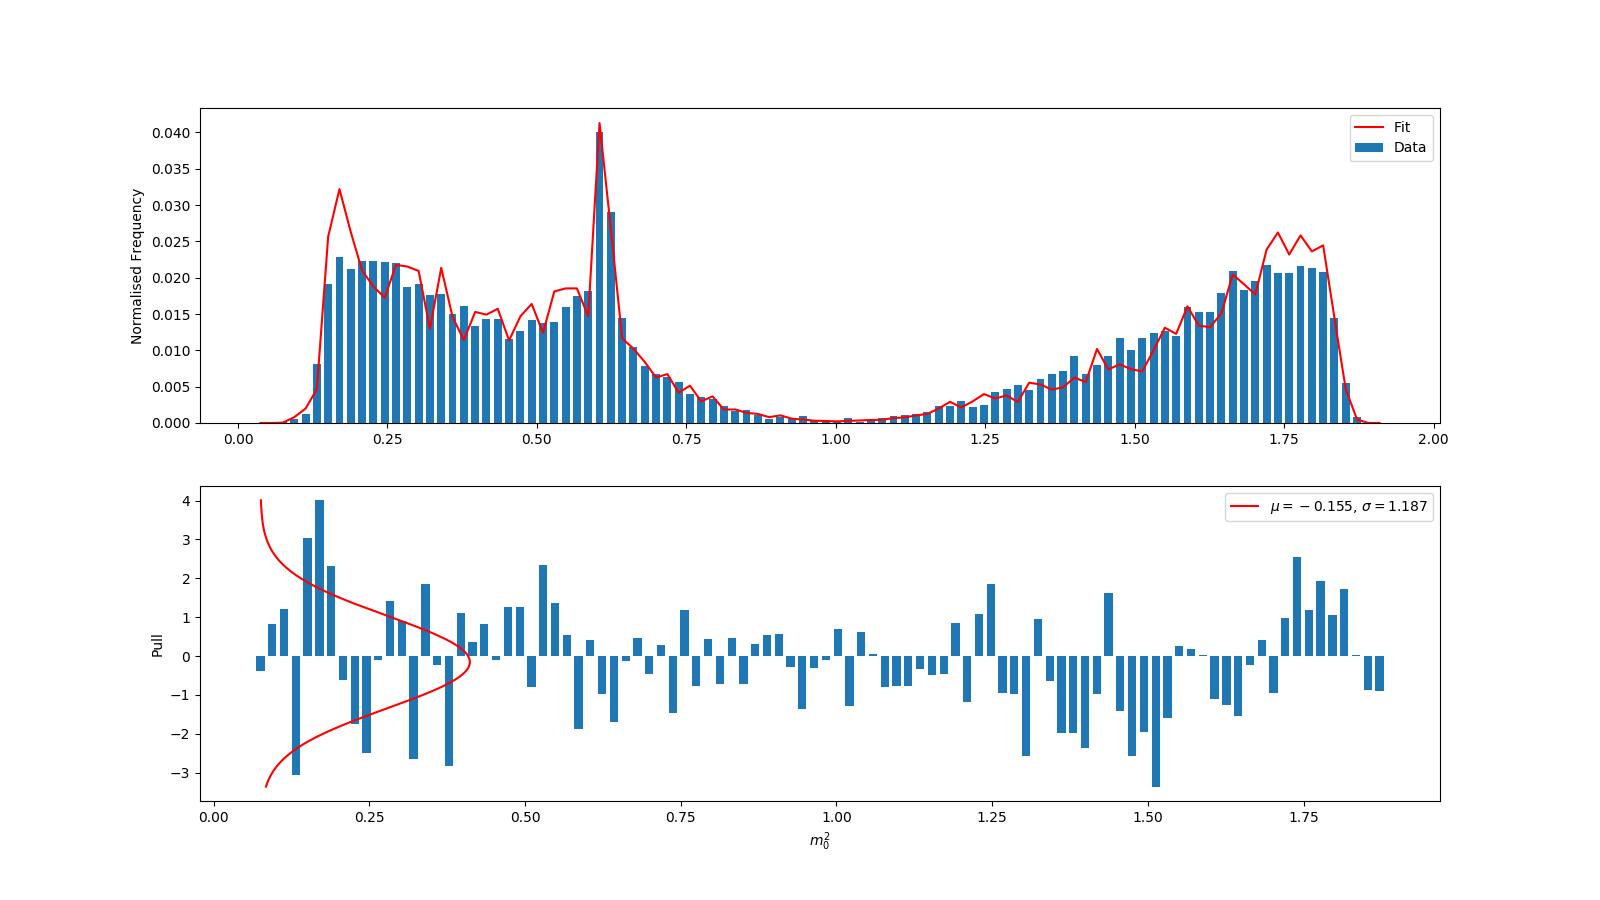 Normalised Frequency
0.040
0.035
0.030
0.025
0.020
0.015
0.010
0.005
0.000
0.00 0.25 0.50 0.75 1.00 1.25 1.50 1.75 2.00
Fit
Data
Pull
4
3
2
1
0
−1
−2
−3
0.00 0.25 0.50 0.75 1.00 1.25 1.50 1.75
μ = −0.155, σ = 1.187
m₀²